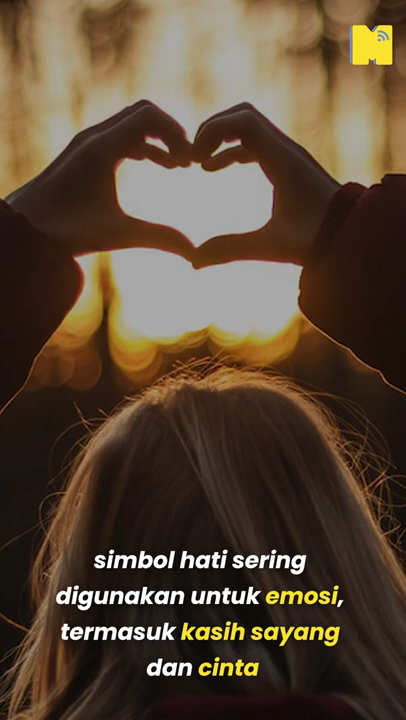 M
simbol hati sering
digunakan untuk emosi,
termasuk kasih sayang
dan cinta